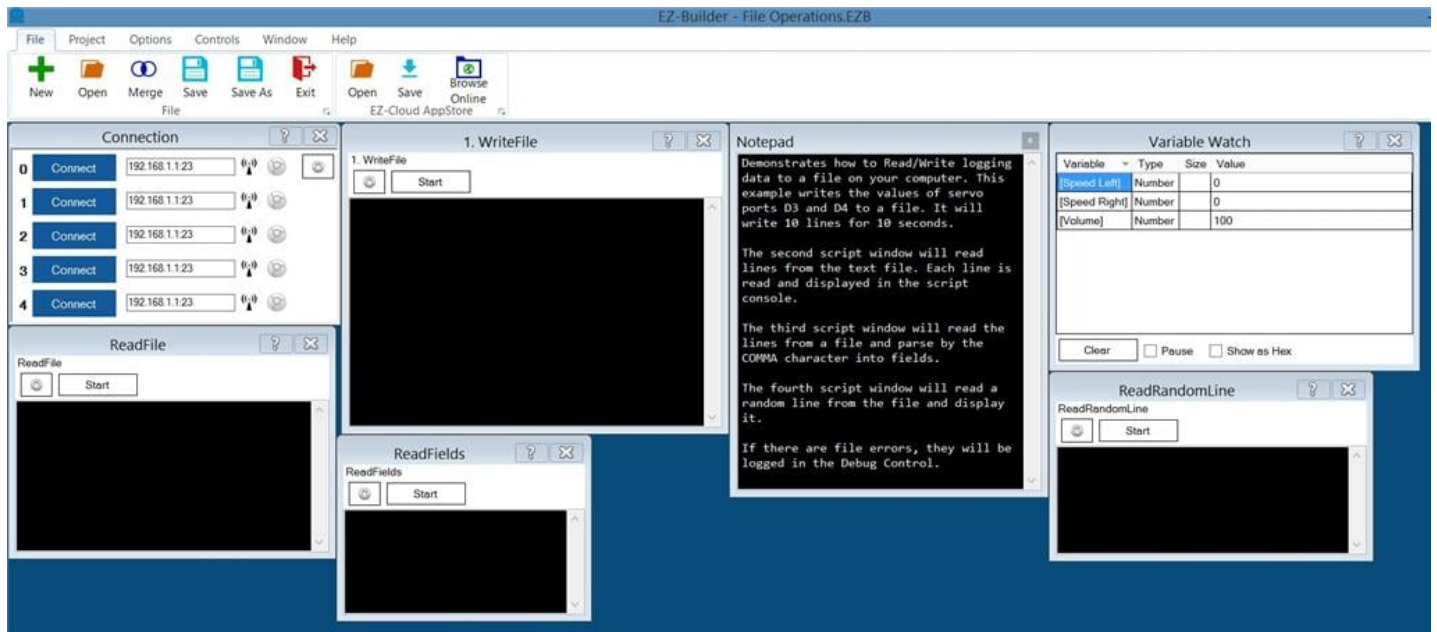 EZ-Builder - File Operations.EZB
File Project Options Controls Window Help
New Open Merge Save Save As Exit Open Save Browse Online
File EZ-Cloud AppStore
Connection
0 Connect 192.168.1.1:23
1 Connect 192.168.1.1:23
2 Connect 192.168.1.1:23
3 Connect 192.168.1.1:23
4 Connect 192.168.1.1:23
1. WriteFile
1. WriteFile
Start
Notepad
Demonstrates how to Read/Write logging
data to a file on your computer. This
example writes the values of servo
ports D3 and D4 to a file. It will
write 10 lines for 10 seconds.
The second script window will read
lines from the text file. Each line is
read and displayed in the script
console.
The third script window will read the
lines from a file and parse by the
COMMA character into fields.
The fourth script window will read a
random line from the file and display
it.
If there are file errors, they will be
logged in the Debug Control.
Variable Watch
Variable Type Size Value
[Speed Left] Number 0
[Speed Right] Number 0
[Volume] Number 100
Clear Pause Show as Hex
ReadFile
ReadFile
Start
ReadFields
ReadFields
Start
ReadRandomLine
ReadRandomLine
Start